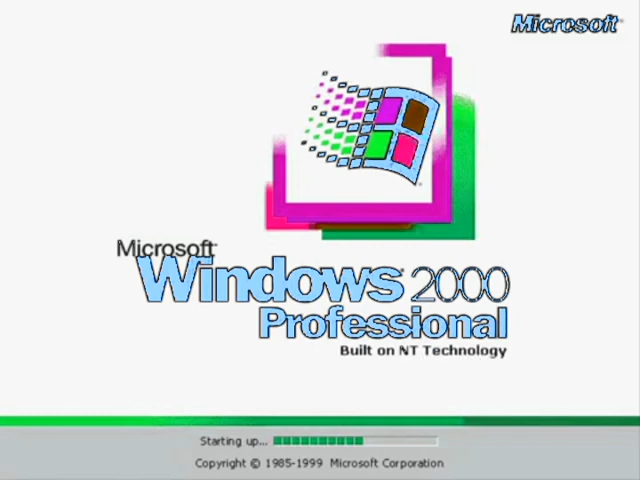 Microsoft
Microsoft
Windows 2000
Professional
Built on NT Technology
Starting up...
Copyright © 1985-1999 Microsoft Corporation